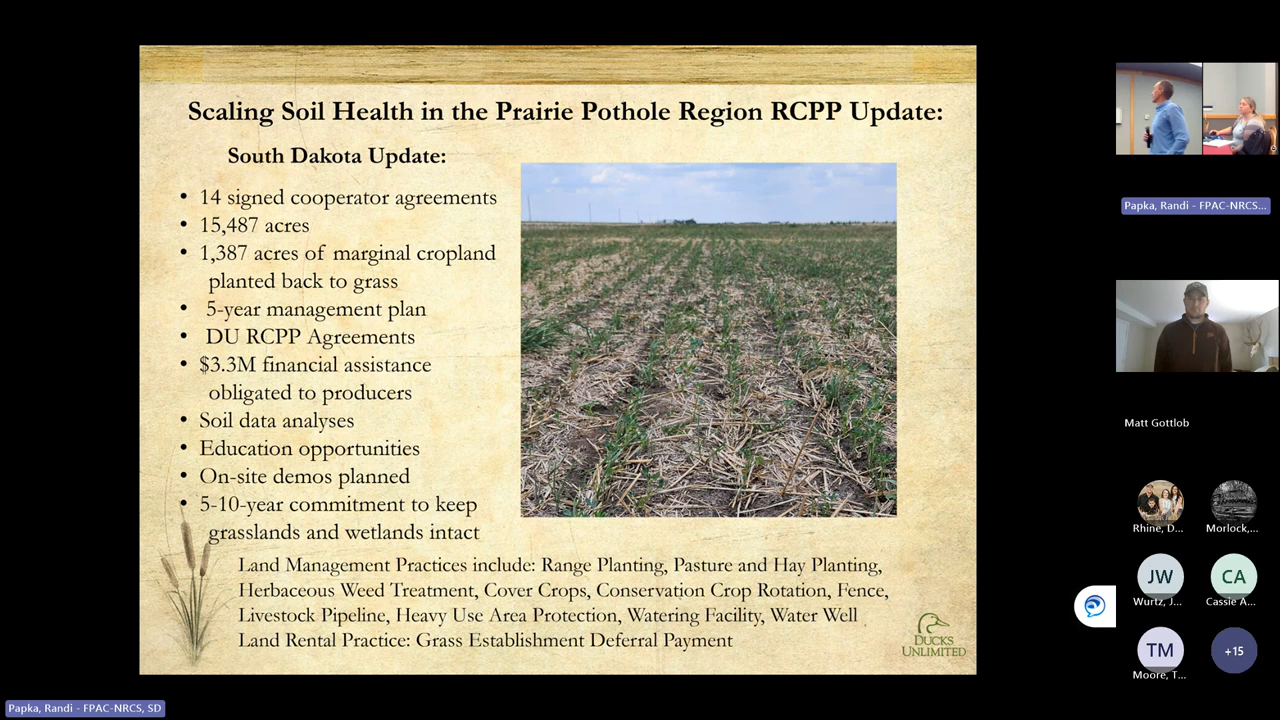 Scaling Soil Health in the Prairie Pothole Region RCPP Update:
South Dakota Update:
• 14 signed cooperator agreements
• 15,487 acres
• 1,387 acres of marginal cropland
planted back to grass
• 5-year management plan
• DU RCPP Agreements
• $3.3M financial assistance
obligated to producers
• Soil data analyses
• Education opportunities
• On-site demos planned
• 5-10-year commitment to keep
grasslands and wetlands intact
Land Management Practices include: Range Planting, Pasture and Hay Planting,
Herbaceous Weed Treatment, Cover Crops, Conservation Crop Rotation, Fence,
Livestock Pipeline, Heavy Use Area Protection, Watering Facility, Water Well
Land Rental Practice: Grass Establishment Deferral Payment
DUCKS
UNLIMITED
Papka, Randi - FPAC-NRCS...
Matt Gottlob
Rhine, D...
Morlock,...
JW
Wurtz, J...
CA
Cassie A...
TM
Moore, T...
+15
Papka, Randi - FPAC-NRCS, SD